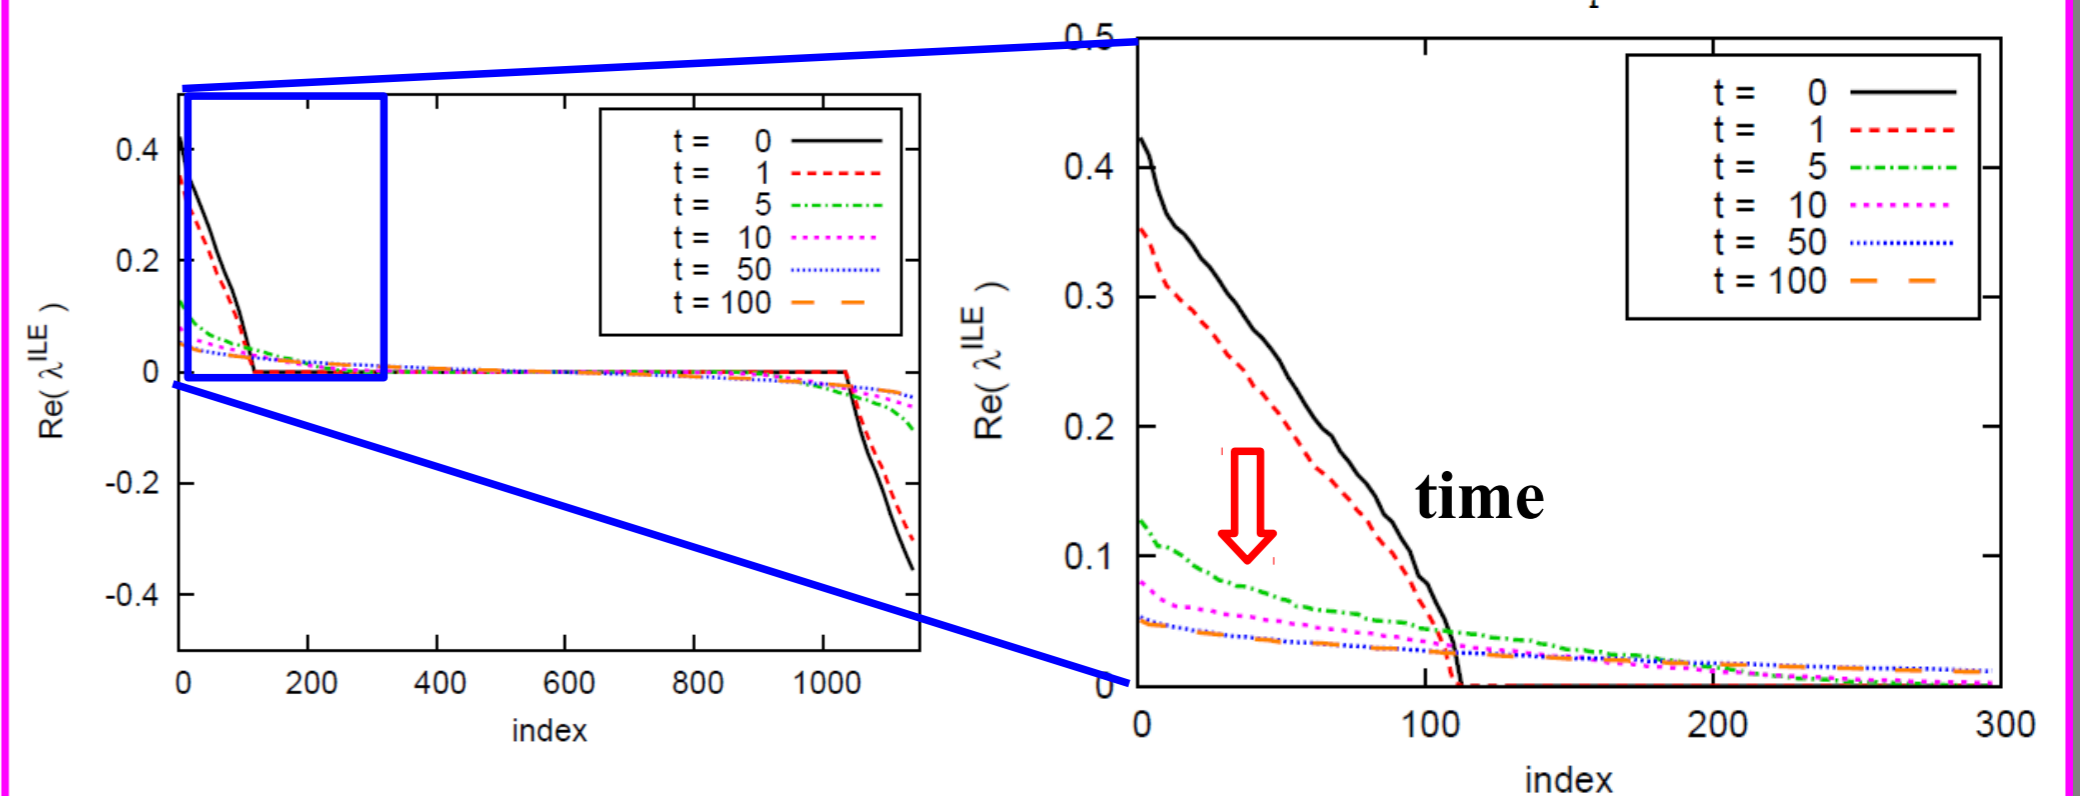 0.4
0.2
0
-0.2
-0.4
Re( λ^ILE )
0
200
400
600
800
1000
index
t = 0
t = 1
t = 5
t = 10
t = 50
t = 100
0.5
0.4
0.3
0.2
0.1
0
Re( λ^ILE )
0
100
200
300
index
t = 0
t = 1
t = 5
t = 10
t = 50
t = 100
time